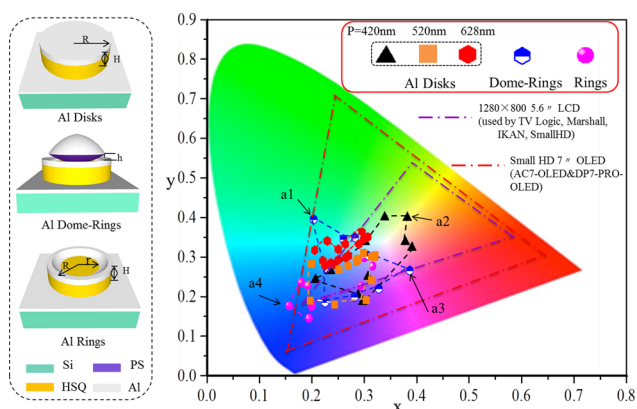 R
H
Al Disks
h
Al Dome-Rings
R
r
H
Al Rings
Si
PS
HSQ
Al
y
0.9
0.8
0.7
0.6
0.5
0.4
0.3
0.2
0.1
0.0
0.0 0.1 0.2 0.3 0.4 0.5 0.6 0.7 0.8
x
P=420nm 520nm 628nm
Al Disks Dome-Rings Rings
1280×800 5.6〃 LCD
(used by TV Logic, Marshall,
IKAN, SmallHD)
Small HD 7〃 OLED
(AC7-OLED&DP7-PRO-
OLED)
a1
a2
a3
a4